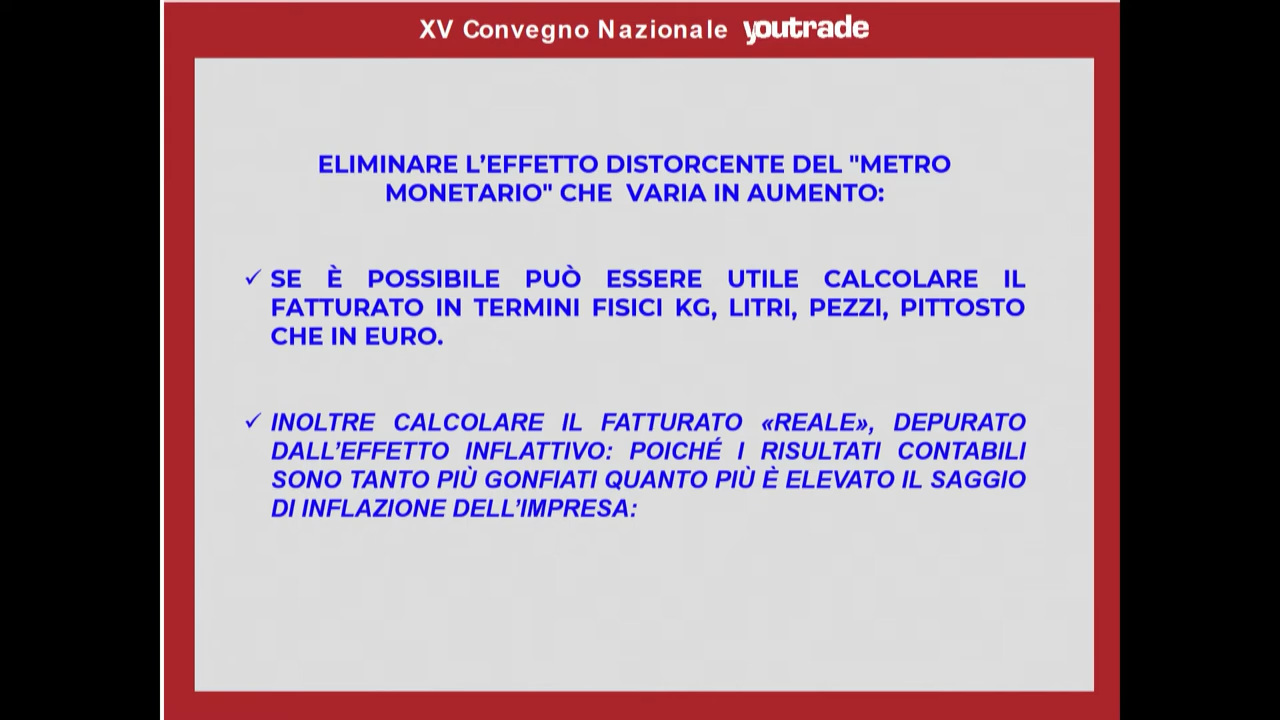 XV Convegno Nazionale youtrade
ELIMINARE L’EFFETTO DISTORCENTE DEL "METRO
MONETARIO" CHE VARIA IN AUMENTO:
✓ SE È POSSIBILE PUÒ ESSERE UTILE CALCOLARE IL
FATTURATO IN TERMINI FISICI KG, LITRI, PEZZI, PITTOSTO
CHE IN EURO.
✓ INOLTRE CALCOLARE IL FATTURATO «REALE», DEPURATO
DALL’EFFETTO INFLATTIVO: POICHÉ I RISULTATI CONTABILI
SONO TANTO PIÙ GONFIATI QUANTO PIÙ È ELEVATO IL SAGGIO
DI INFLAZIONE DELL’IMPRESA: